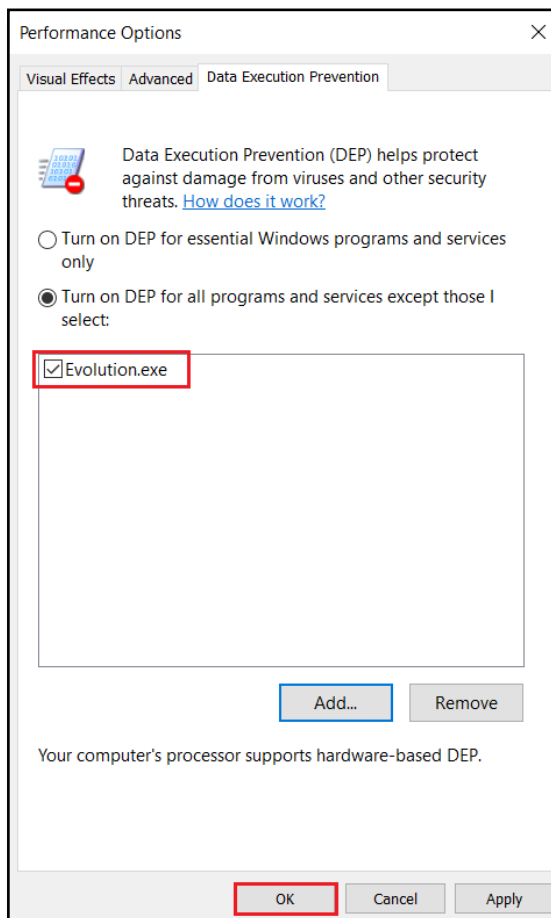 Performance Options
Visual Effects Advanced Data Execution Prevention
Data Execution Prevention (DEP) helps protect
against damage from viruses and other security
threats. How does it work?
Turn on DEP for essential Windows programs and services
only
Turn on DEP for all programs and services except those I
select:
Evolution.exe
Add... Remove
Your computer's processor supports hardware-based DEP.
OK Cancel Apply